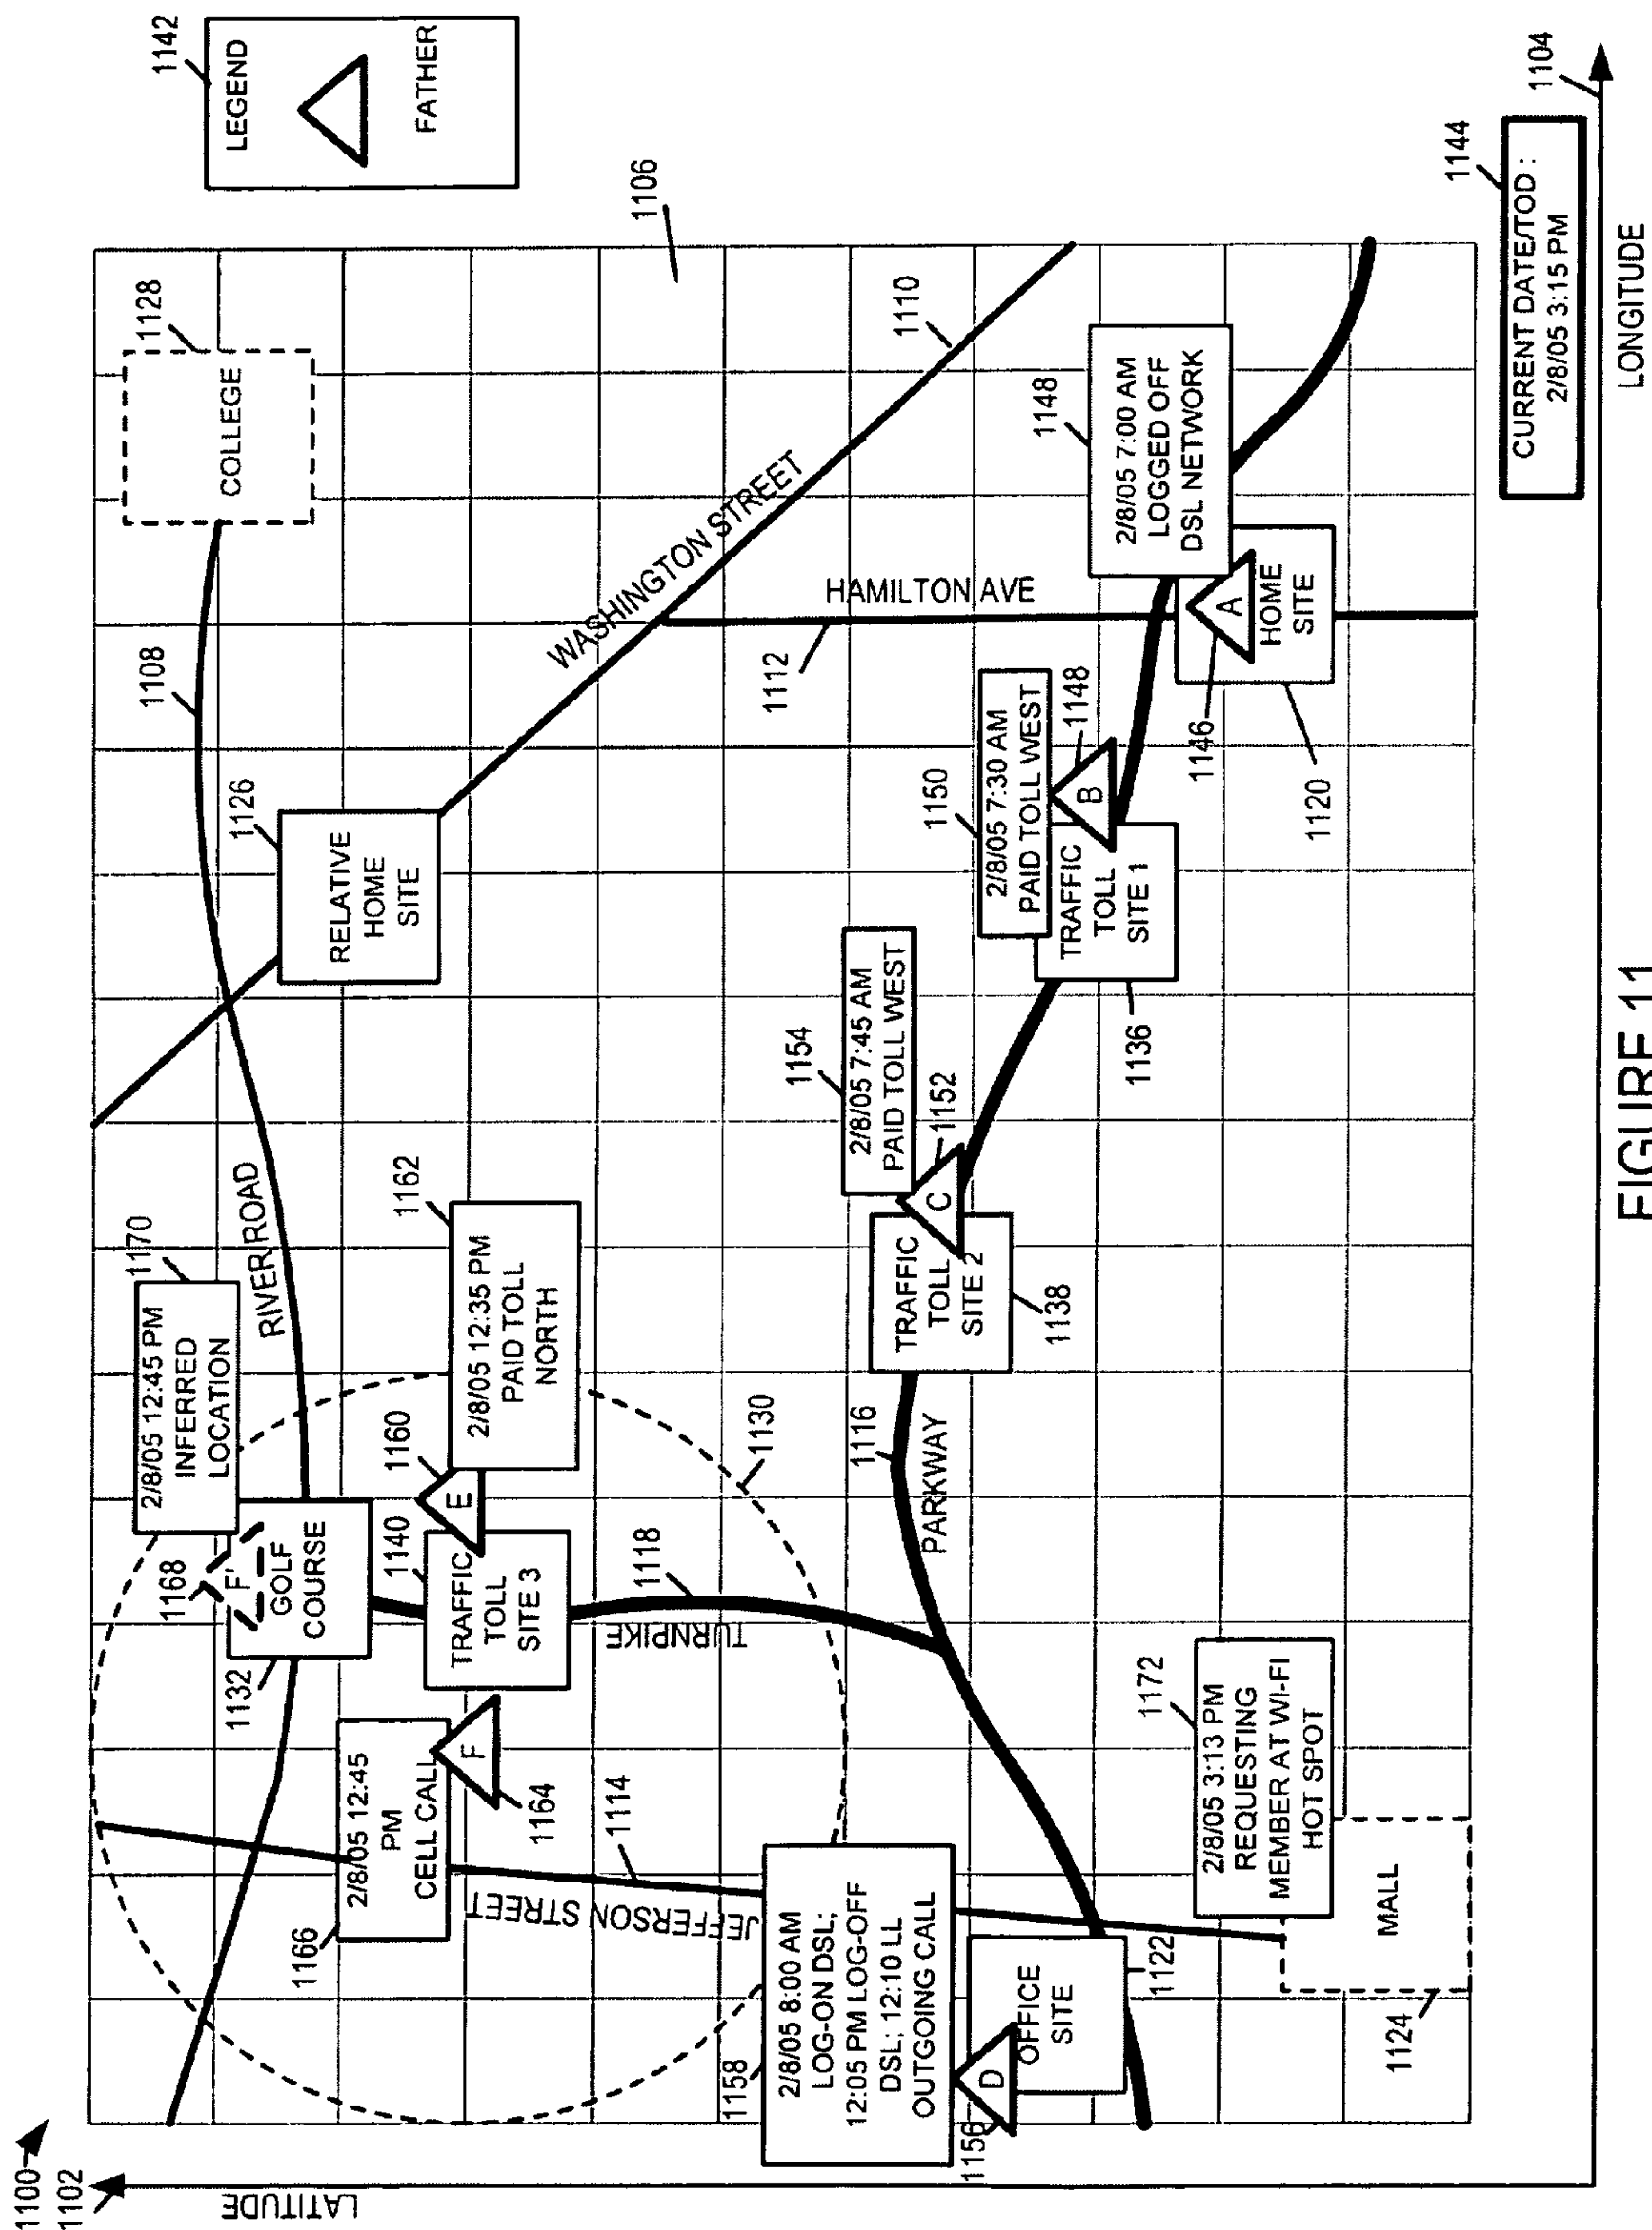 1100
1102
LATITUDE
1142
LEGEND
FATHER
1106
1128
COLLEGE
1108
1126
RELATIVE
HOME
SITE
RIVER ROAD
1170
2/8/05 12:45 PM
INFERRED
LOCATION
1168
F'
GOLF
COURSE
1132
1162
2/8/05 12:35 PM
PAID TOLL
NORTH
1160
E
1140
TRAFFIC
TOLL
SITE 3
1130
1166
2/8/05 12:45
PM
CELL CALL
F
1164
1118
TURNPIKE
1114
JEFFERSON STREET
WASHINGTON STREET
1110
HAMILTON AVE
1112
1148
2/8/05 7:00 AM
LOGGED OFF
DSL NETWORK
A
1146
HOME
SITE
1120
1150
2/8/05 7:30 AM
PAID TOLL WEST
B
1148
TRAFFIC
TOLL
SITE 1
1136
1154
2/8/05 7:45 AM
PAID TOLL WEST
C
1152
TRAFFIC
TOLL
SITE 2
1138
1116
PARKWAY
1158
2/8/05 8:00 AM
LOG-ON DSL;
12:05 PM LOG-OFF
DSL; 12:10 LL
OUTGOING CALL
D
1156
OFFICE
SITE
1122
1172
2/8/05 3:13 PM
REQUESTING
MEMBER AT WI-FI
HOT SPOT
MALL
1124
1144
CURRENT DATE/TOD :
2/8/05 3:15 PM
1104
LONGITUDE
FIGURE 11